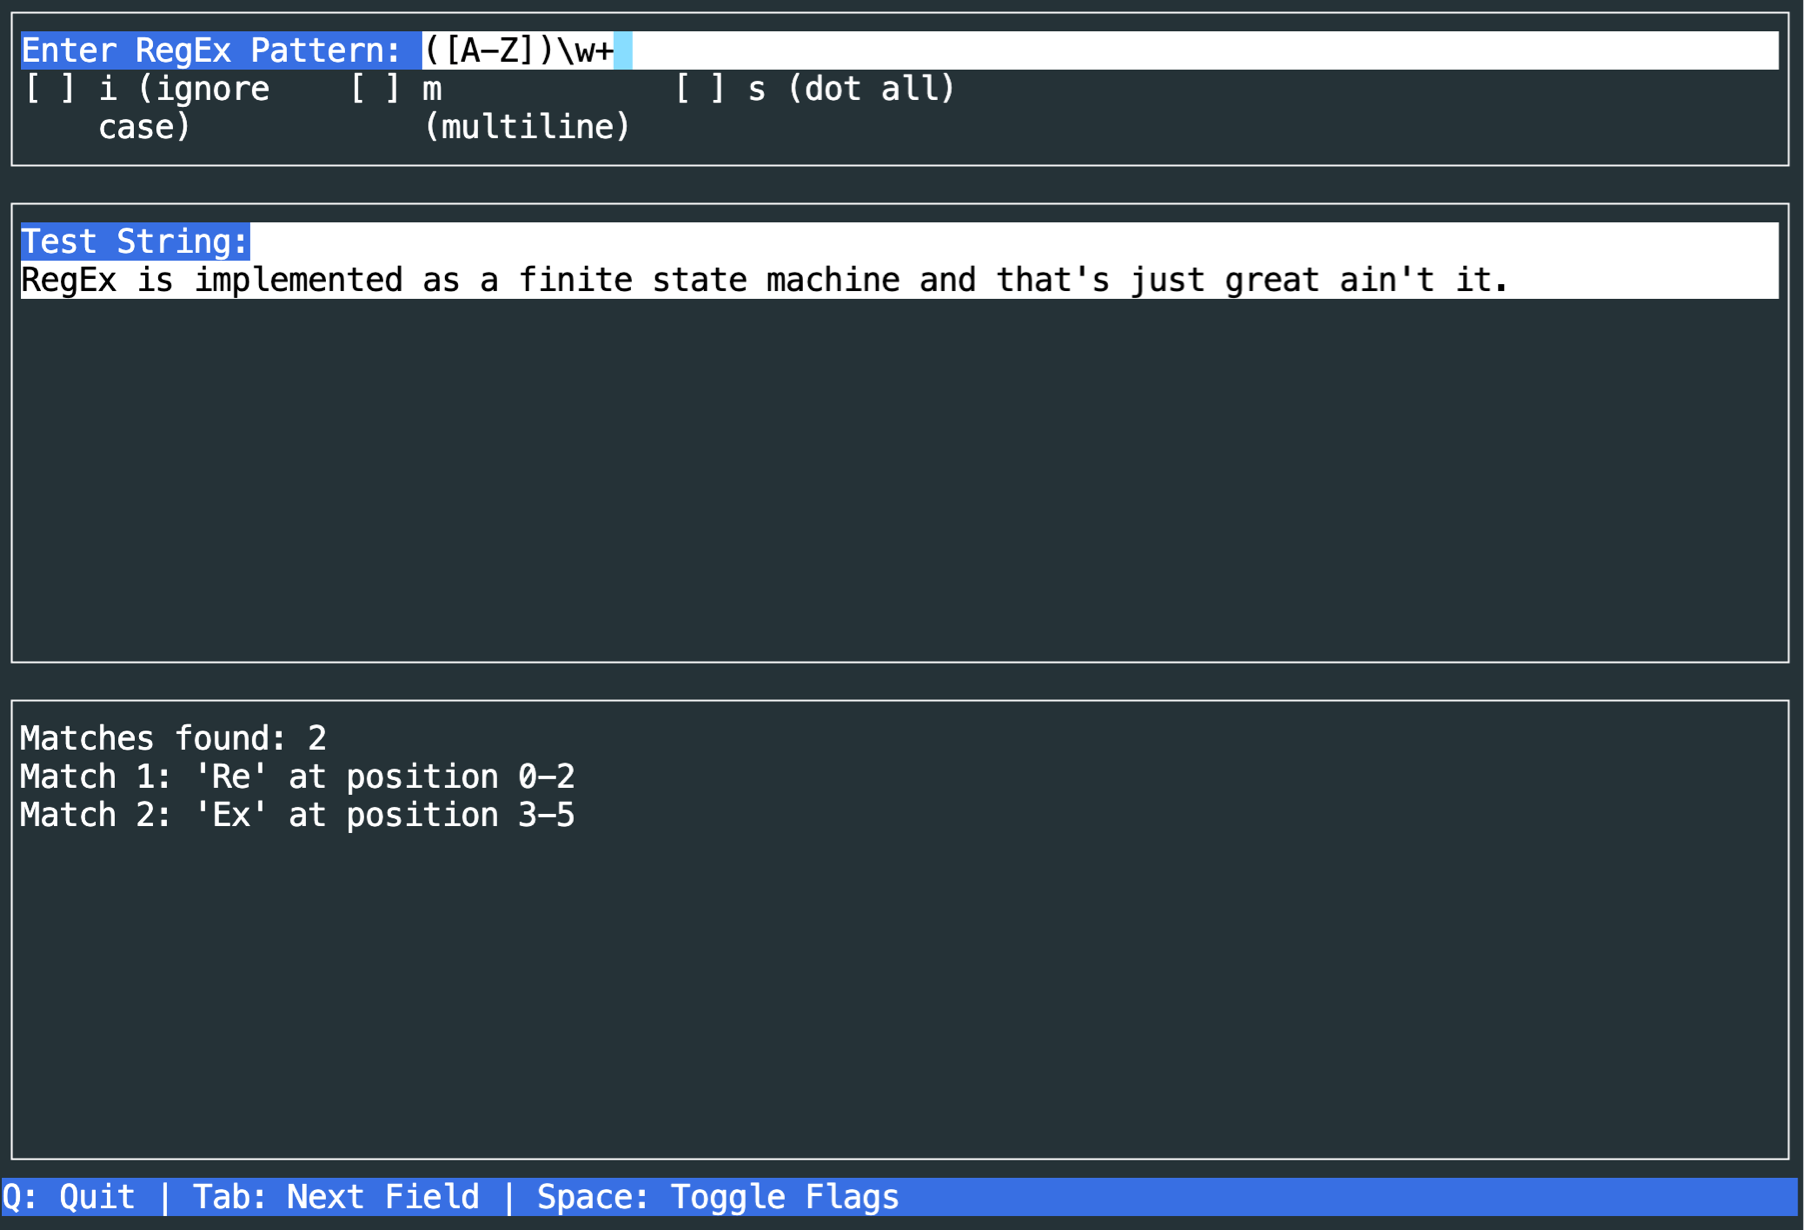 Enter RegEx Pattern: ([A-Z])\w+
[ ] i (ignore case) [ ] m (multiline) [ ] s (dot all)
Test String:
RegEx is implemented as a finite state machine and that's just great ain't it.
Matches found: 2
Match 1: 'Re' at position 0-2
Match 2: 'Ex' at position 3-5
Q: Quit | Tab: Next Field | Space: Toggle Flags